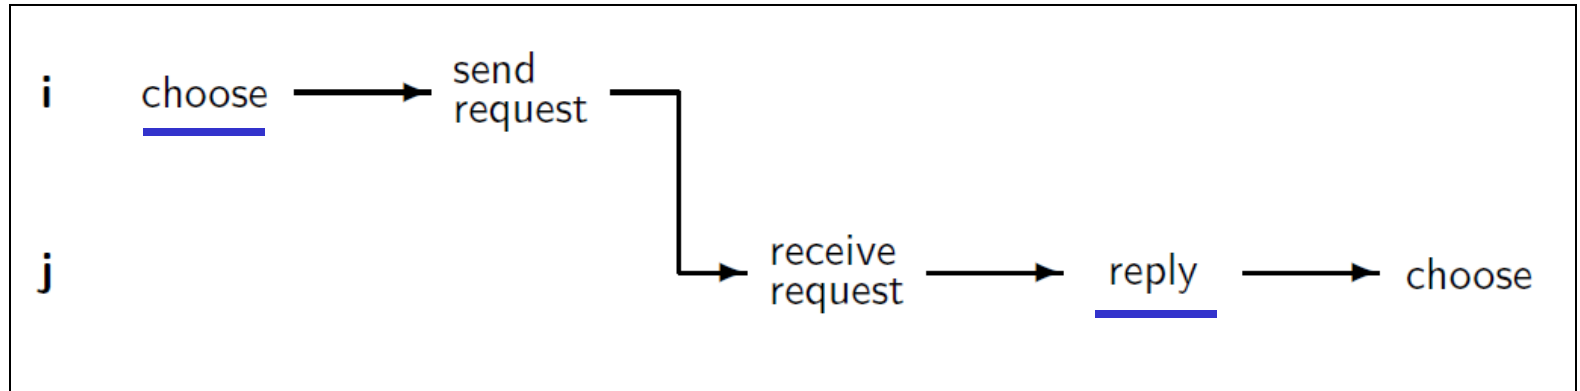 i choose send
request
j receive
request reply choose